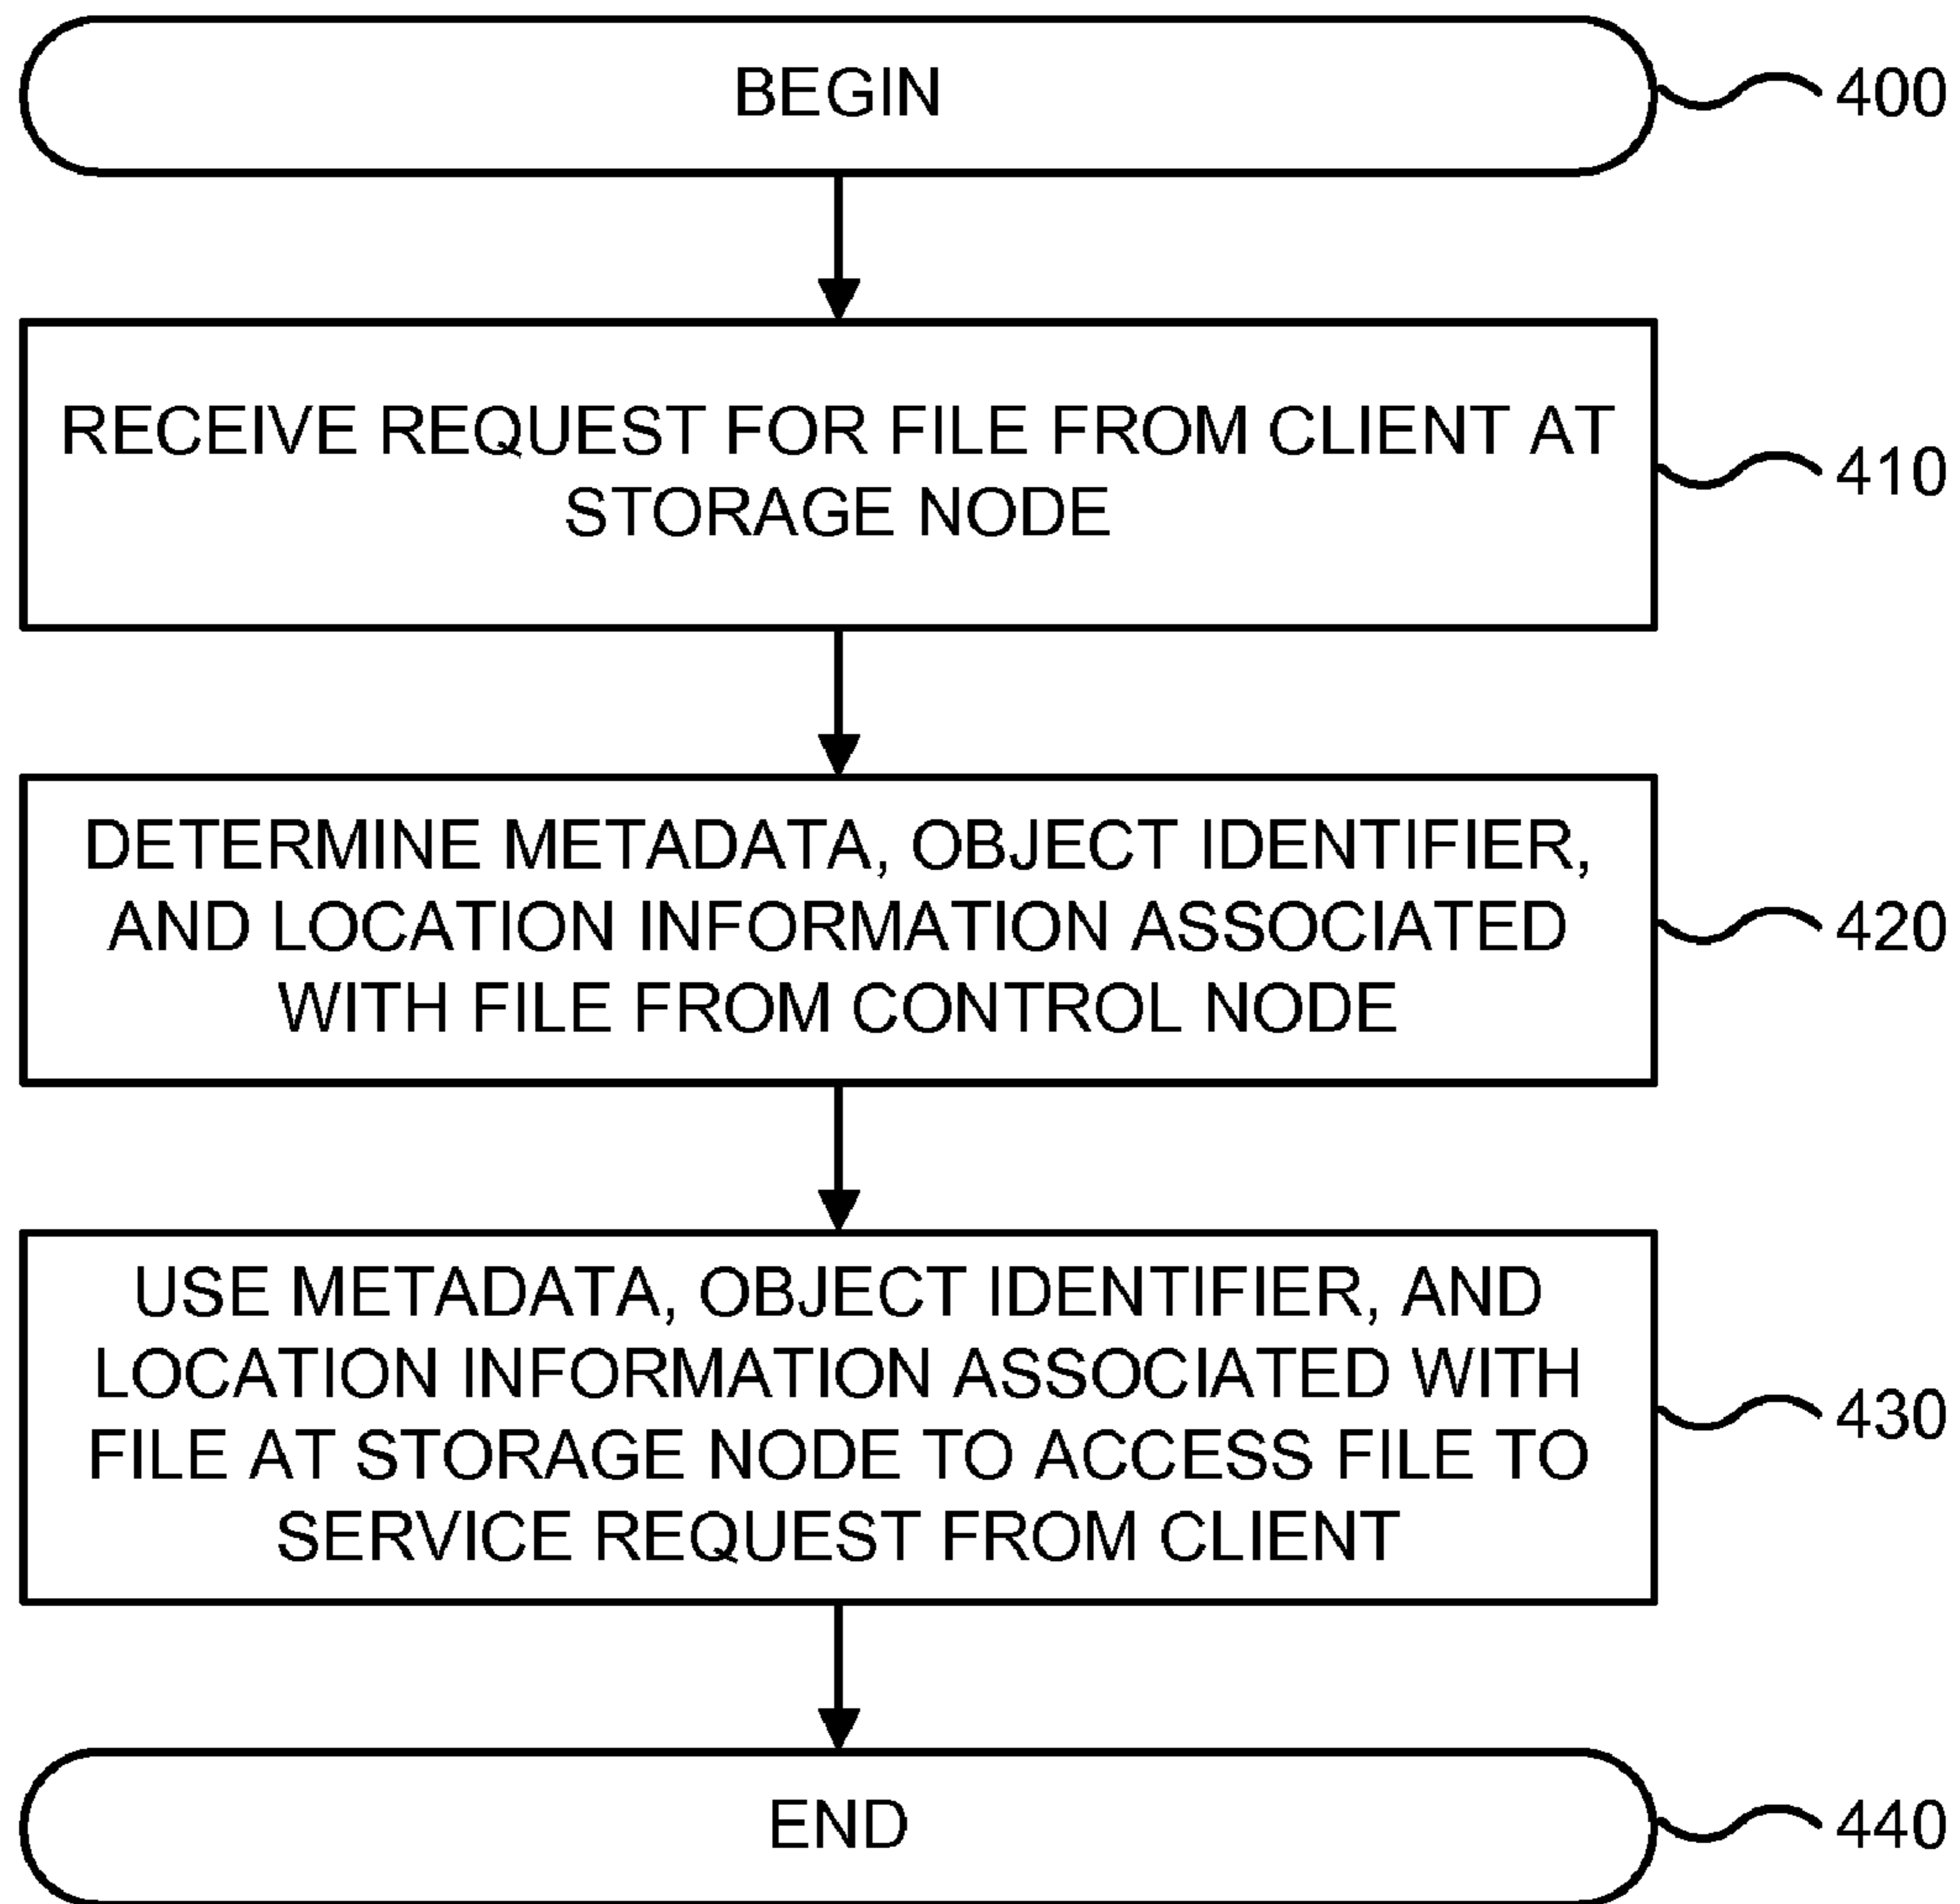 BEGIN
400
RECEIVE REQUEST FOR FILE FROM CLIENT AT
STORAGE NODE
410
DETERMINE METADATA, OBJECT IDENTIFIER,
AND LOCATION INFORMATION ASSOCIATED
WITH FILE FROM CONTROL NODE
420
USE METADATA, OBJECT IDENTIFIER, AND
LOCATION INFORMATION ASSOCIATED WITH
FILE AT STORAGE NODE TO ACCESS FILE TO
SERVICE REQUEST FROM CLIENT
430
END
440